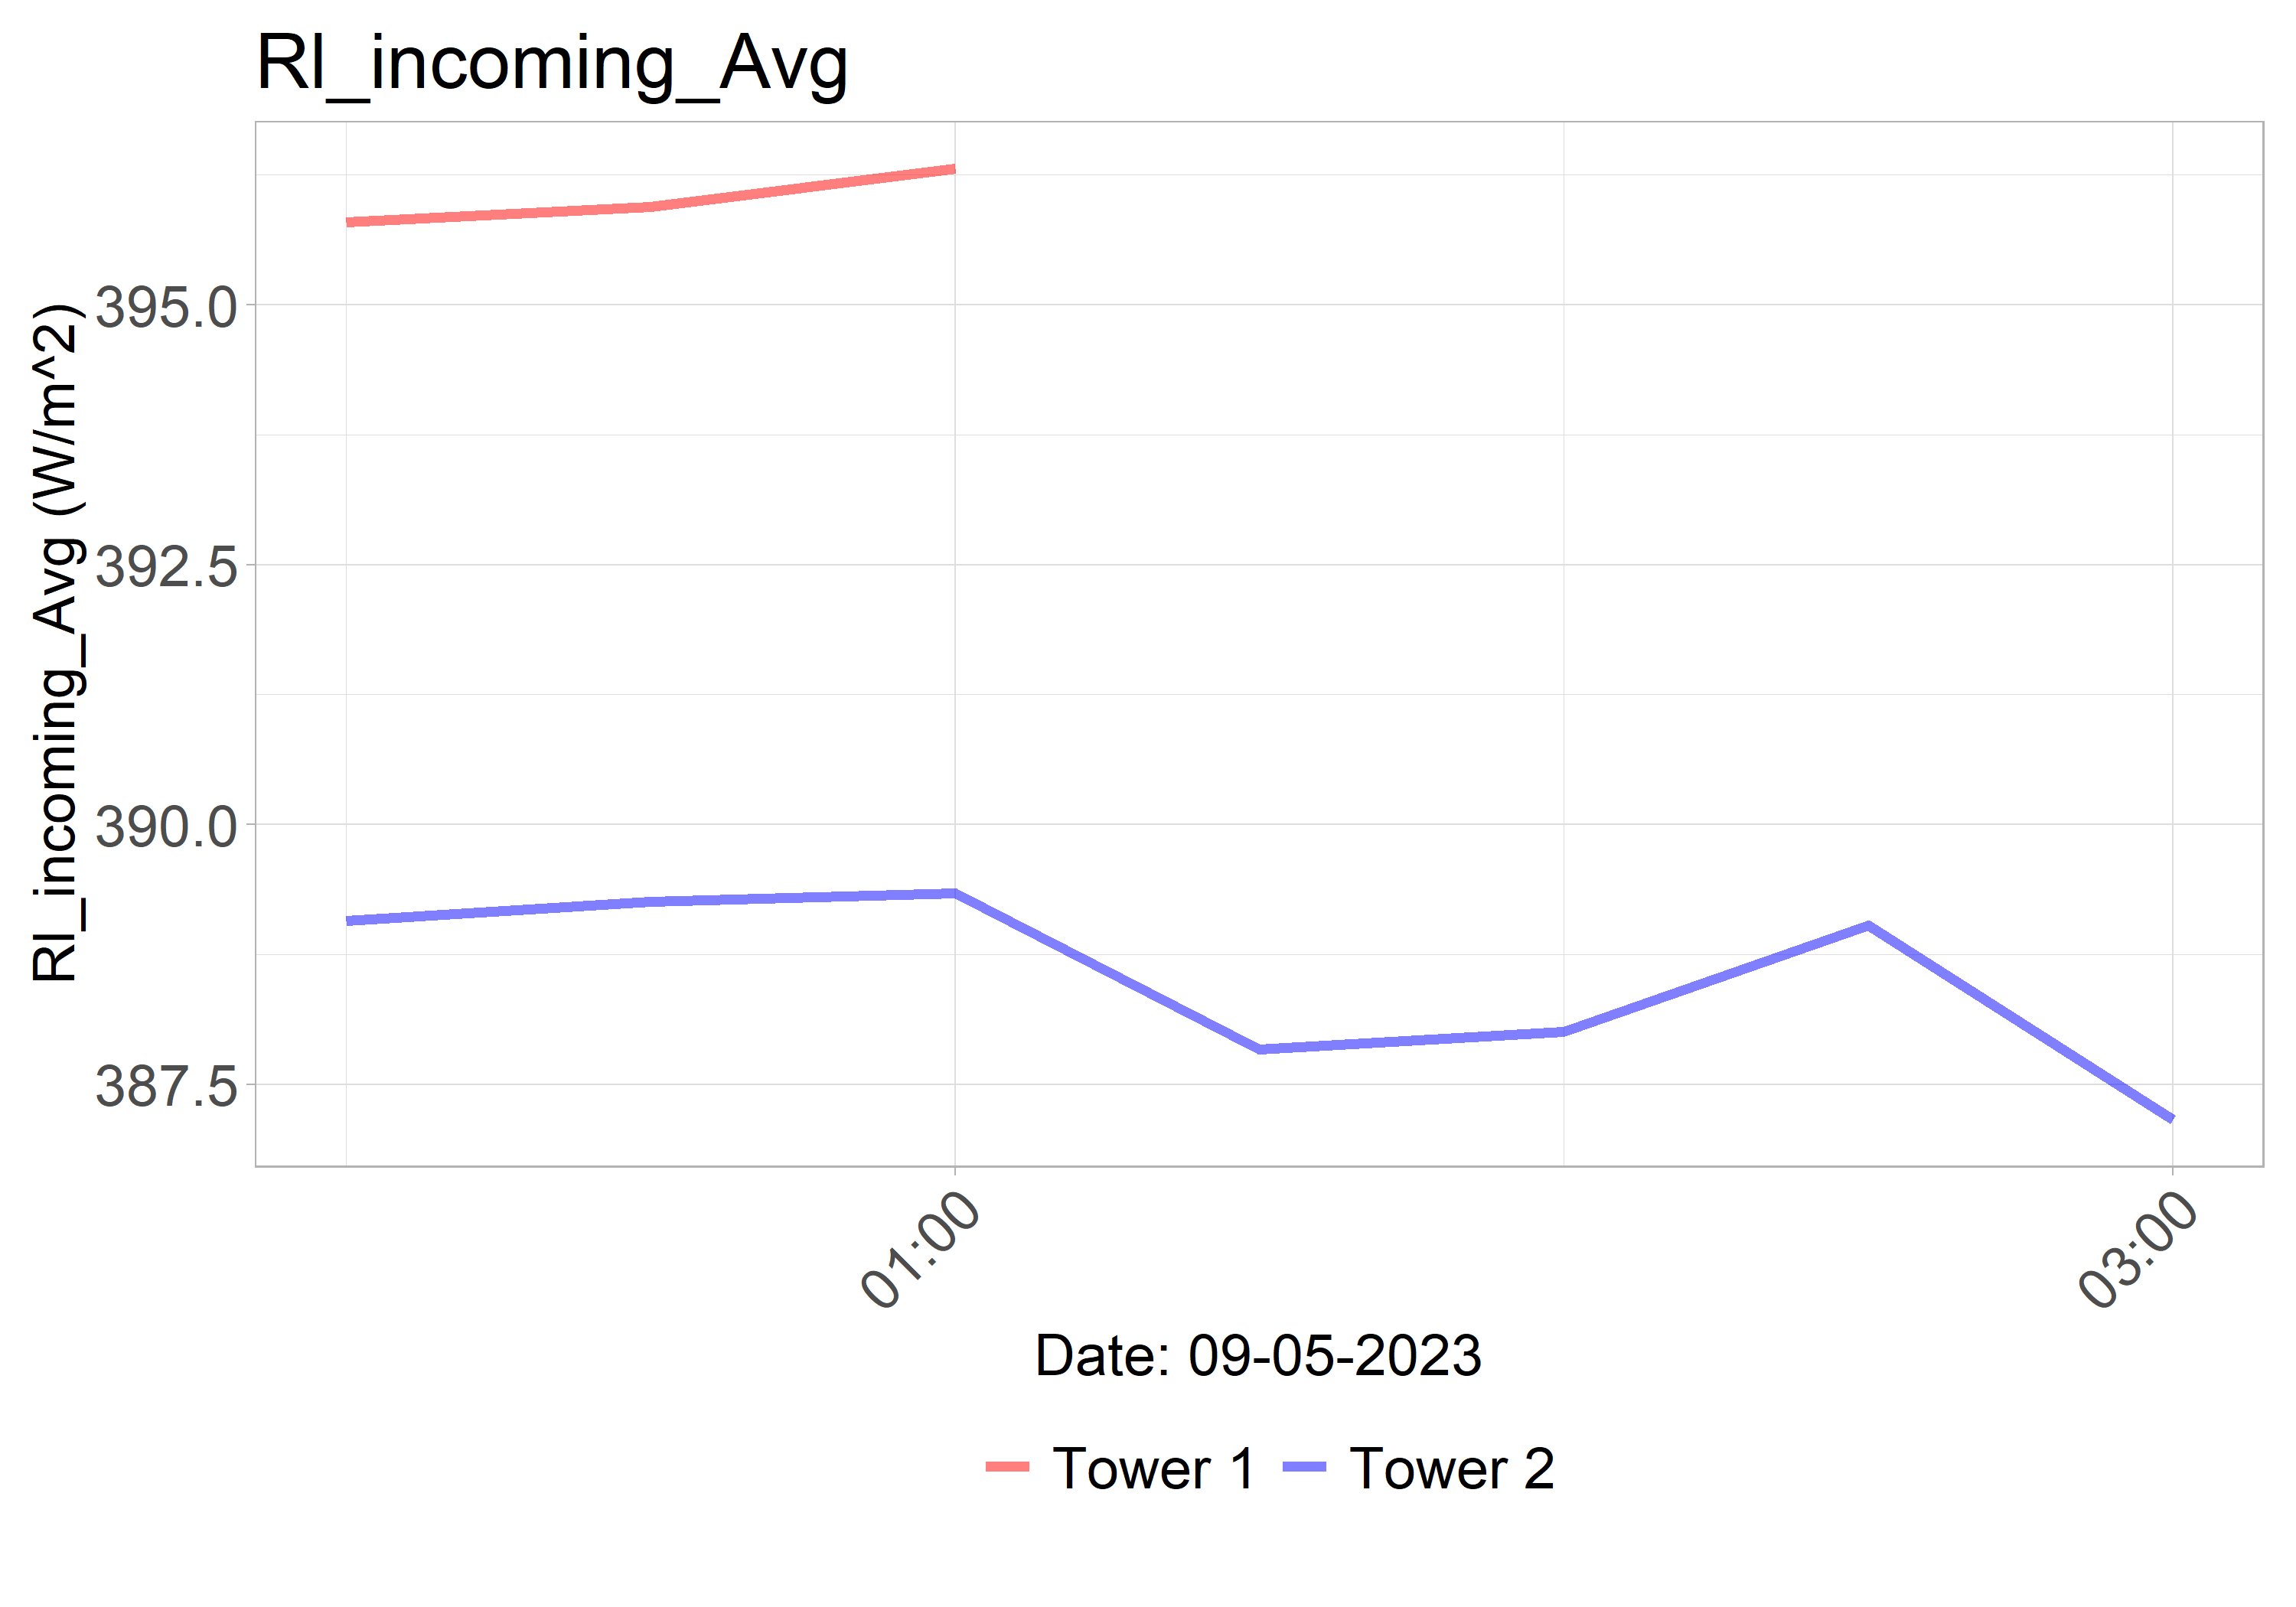 Rl_incoming_Avg
Rl_incoming_Avg (W/m^2)
395.0
392.5
390.0
387.5
01:00
03:00
Date: 09-05-2023
Tower 1
Tower 2